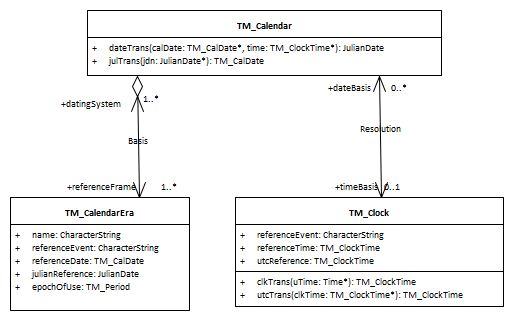 TM_Calendar
+ dateTrans(calDate: TM_CalDate*, time: TM_ClockTime*): JulianDate
+ julTrans(jdn: JulianDate*): TM_CalDate
+datingSystem 1..*
+dateBasis 0..*
Basis
Resolution
+referenceFrame 1..*
+timeBasis 0..1
TM_CalendarEra
+ name: CharacterString
+ referenceEvent: CharacterString
+ referenceDate: TM_CalDate
+ julianReference: JulianDate
+ epochOfUse: TM_Period
TM_Clock
+ referenceEvent: CharacterString
+ referenceTime: TM_ClockTime
+ utcReference: TM_ClockTime
+ clkTrans(uTime: Time*): TM_ClockTime
+ utcTrans(clkTime: TM_ClockTime*): TM_ClockTime